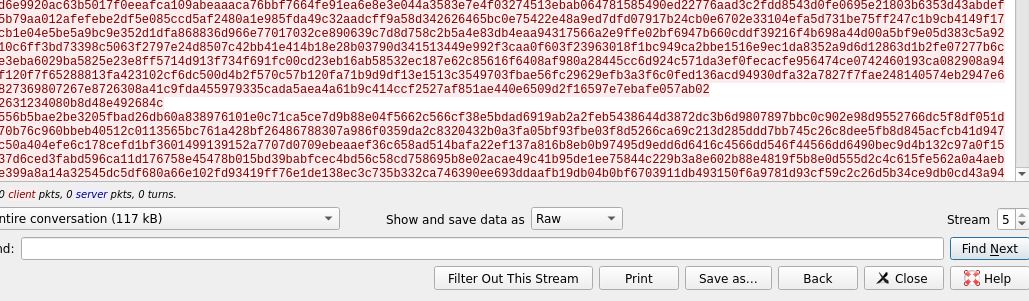 d6e9920ac63b5017f0eeafca109abeaaaca76bbf7664fe91ea6e8e3e044a3583e7e4f03274513ebab064781585490ed22776aad3c2fdd8543d0fe0695e21803b6353d43abdef
5b79aa012afefebe2df5e085ccd5af2480a1e985fda49c32aadcff9a58d342626465bc0e75422e48a9ed7dfd07917b24cb0e6702e33104efa5d731be75ff247c1b9cb4149f17
cb1e04e5be5a9bc9e352d1dfa868836d966e77017032ce890639c7d8d758c2b5a4e83db4eaa94317566a2e9ffe02bf6947b660cddf39216f4b698a44d00a5bf9e05d383c5a92
10c6ff3bd73398c5063f2797e24d8507c42bb41e414b18e28b03790d341513449e992f3caa0f603f23963018f1bc949ca2bbe1516e9ec1da8352a9d6d12863d1b2fe07277b6c
e3eba6029ba5825e23e8ff5714d913f734f691fc00cd23eb16ab58532ec187e62c85616f6408af980a28445cc6d924c571da3ef0fecacfe956474ce0742460193ca082908a94
f120f7f65288813fa423102cf6dc500d4b2f570c57b120fa71b9d9df13e1513c3549703fbae56fc29629efb3a3f6c0fed136acd94930dfa32a7827f7fae248140574eb2947e6
827369807267e8726308a41c9fda455979335cada5aea4a61b9c414ccf2527af851ae440e6509d2f16597e7ebafe057ab02
2631234080b8d48e492684c
556b5bae2be3205fbad26db60a838976101e0c71ca5ce7d9b88e04f5662c566cf38e5bdad6919ab2a2feb5438644d3872dc3b6d9807897bbc0c902e98d9552766dc5f8df051d
70b76c960bbeb40512c0113565bc761a428bf26486788307a986f0359da2c8320432b0a3fa05bf93fbe03f8d5266ca69c213d285ddd7bb745c26c8dee5fb8d845acfcb41d947
c50a404efe6c178cefd1bf3601499139152a7707d0709ebeaaef36c658ad514bafa22ef137a816b8eb0b97495d9edd6d6416c4566dd546f44566dd6490bec9d4b132c97a0f15
37d6ced3fabd596ca11d176758e45478b015bd39babfcec4bd56c58cd758695b8e02acae49c41b95de1ee75844c229b3a8e602b88e4819f5b8e0d555d2c4c615fe562a0a4aeb
e399a8a14a32545dc5df680a66e102fd93419ff76e1de138ec3c735b332ca746390ee693ddaafb19db04b0bf6703911db493150f6a9781d93cf59c2c26d5b34ce9db0cd43a94
0 client pkts, 0 server pkts, 0 turns.
ntire conversation (117 kB) Show and save data as Raw Stream 5
nd: Find Next
Filter Out This Stream Print Save as… Back Close Help